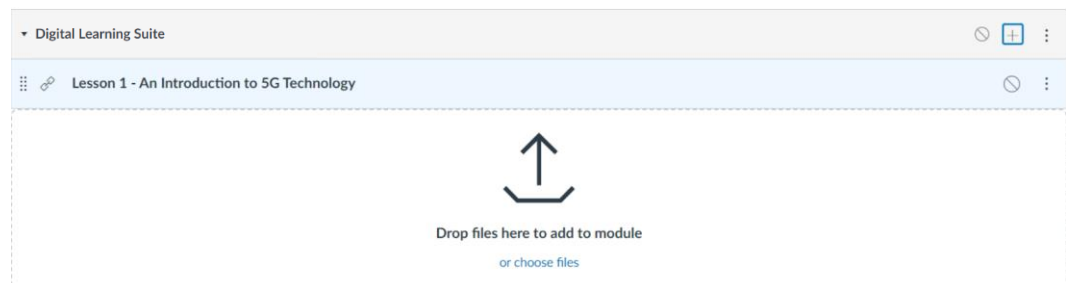 Digital Learning Suite
Lesson 1 - An Introduction to 5G Technology
Drop files here to add to module
or choose files